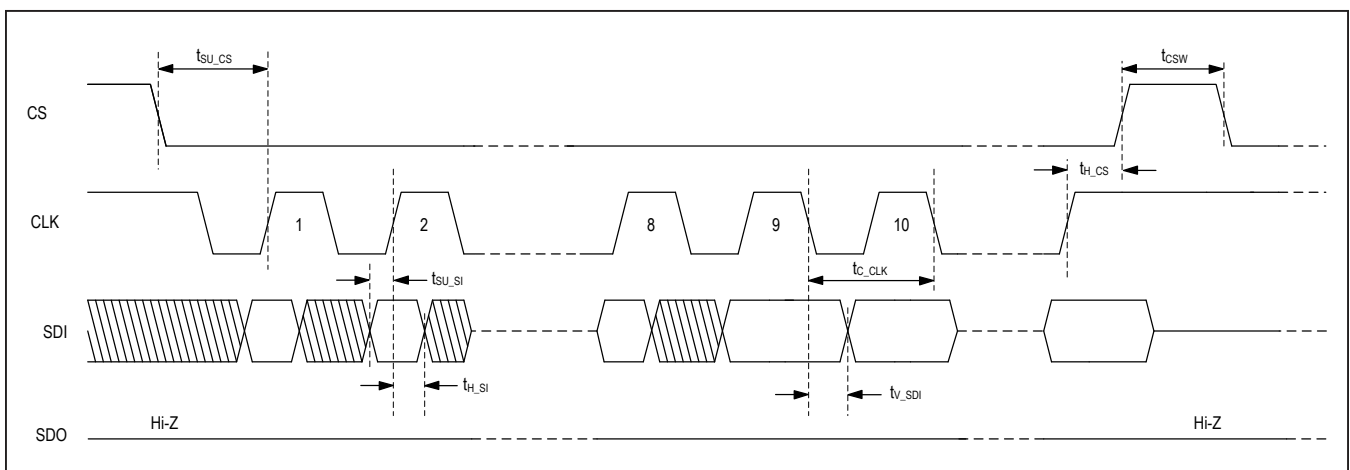 tSU_CS
tCSW
CS
tH_CS
CLK
1
2
8
9
10
tSU_SI
tC_CLK
SDI
tH_SI
tV_SDI
Hi-Z
Hi-Z
SDO